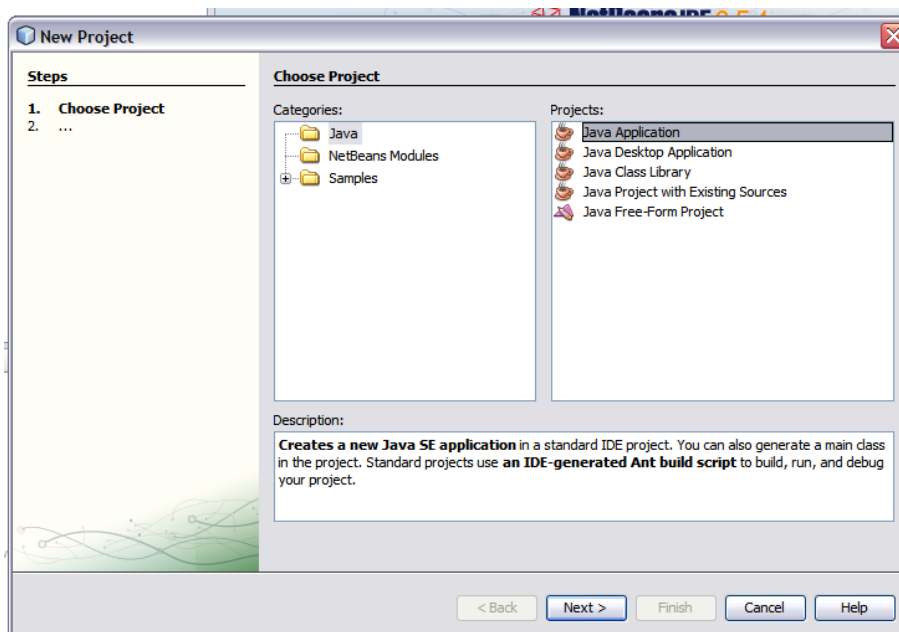 New Project
Steps
1. Choose Project
2. ...
Choose Project
Categories:
Java
NetBeans Modules
Samples
Projects:
Java Application
Java Desktop Application
Java Class Library
Java Project with Existing Sources
Java Free-Form Project
Description:
Creates a new Java SE application in a standard IDE project. You can also generate a main class
in the project. Standard projects use an IDE-generated Ant build script to build, run, and debug
your project.
< Back
Next >
Finish
Cancel
Help